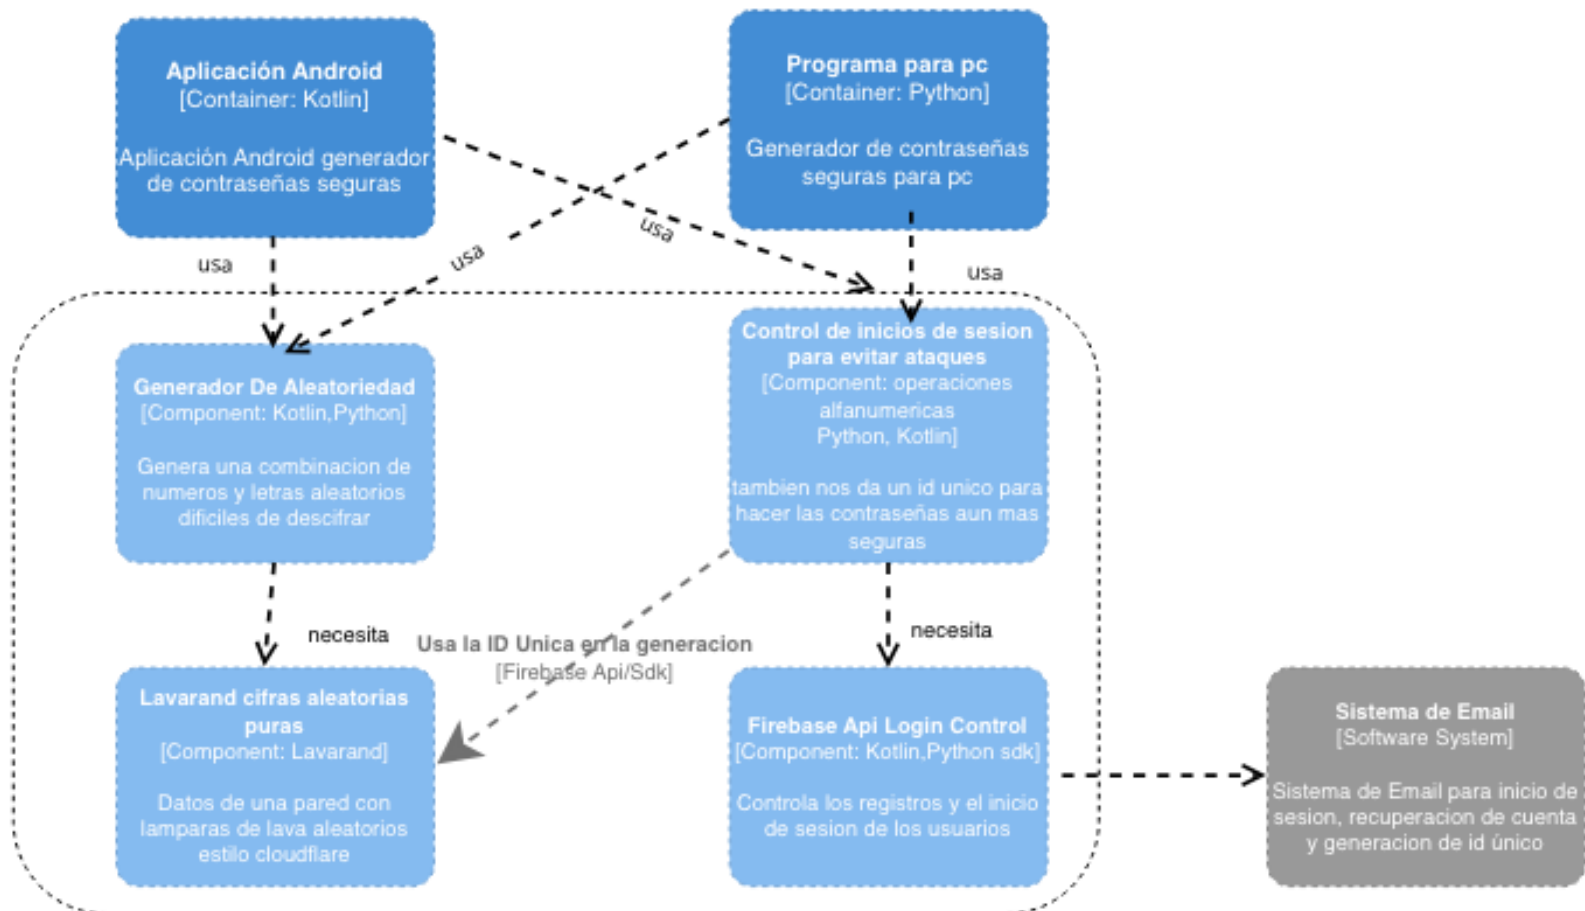 Aplicación Android
[Container: Kotlin]
Aplicación Android generador
de contraseñas seguras
Programa para pc
[Container: Python]
Generador de contraseñas
seguras para pc
usa
usa
usa
usa
Generador De Aleatoriedad
[Component: Kotlin,Python]
Genera una combinacion de
numeros y letras aleatorios
dificiles de descifrar
Control de inicios de sesion
para evitar ataques
[Component: operaciones
alfanumericas
Python, Kotlin]
tambien nos da un id unico para
hacer las contraseñas aun mas
seguras
necesita
Usa la ID Unica en la generacion
[Firebase Api/Sdk]
necesita
Lavarand cifras aleatorias
puras
[Component: Lavarand]
Datos de una pared con
lamparas de lava aleatorios
estilo cloudflare
Firebase Api Login Control
[Component: Kotlin,Python sdk]
Controla los registros y el inicio
de sesion de los usuarios
Sistema de Email
[Software System]
Sistema de Email para inicio de
sesion, recuperacion de cuenta
y generacion de id único